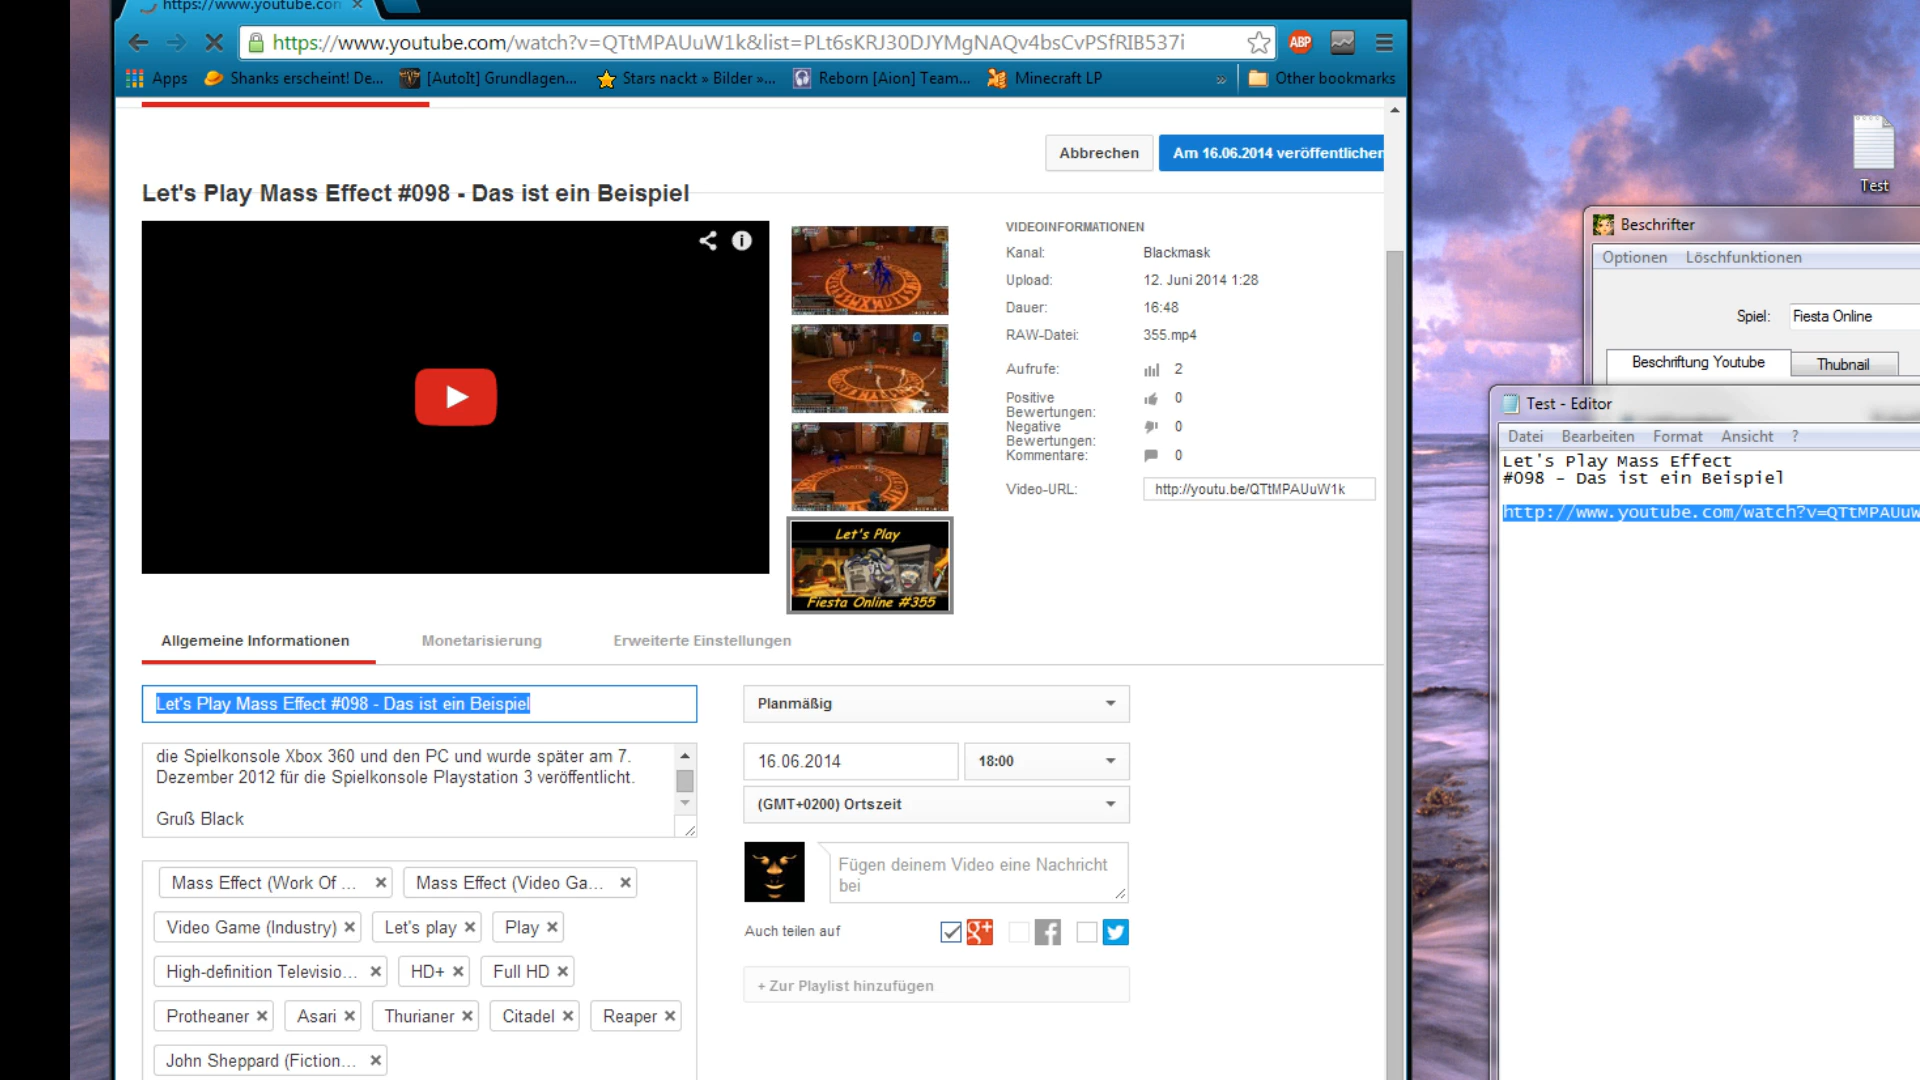 https://www.youtube.com
https://www.youtube.com/watch?v=QTtMPAUuW1k&list=PLt6sKRJ30DJYMgNAQv4bsCvPSfRIB537i
ABP
Apps
Shanks erscheint! De...
[AutoIt] Grundlagen...
Stars nackt » Bilder »...
Reborn [Aion] Team...
Minecraft LP
»
Other bookmarks
Abbrechen
Am 16.06.2014 veröffentlichen
Let's Play Mass Effect #098 - Das ist ein Beispiel
VIDEOINFORMATIONEN
Kanal: Blackmask
Upload: 12. Juni 2014 1:28
Dauer: 16:48
RAW-Datei: 355.mp4
Aufrufe: 2
Positive
Bewertungen: 0
Negative
Bewertungen: 0
Kommentare: 0
Video-URL: http://youtu.be/QTtMPAUuW1k
Let's Play
Fiesta Online #355
Allgemeine Informationen
Monetarisierung
Erweiterte Einstellungen
Let's Play Mass Effect #098 - Das ist ein Beispiel
die Spielkonsole Xbox 360 und den PC und wurde später am 7.
Dezember 2012 für die Spielkonsole Playstation 3 veröffentlicht.
Gruß Black
Mass Effect (Work Of ...
Mass Effect (Video Ga...
Video Game (Industry)
Let's play
Play
High-definition Televisio...
HD+
Full HD
Protheaner
Asari
Thurianer
Citadel
Reaper
John Sheppard (Fiction...
Planmäßig
16.06.2014
18:00
(GMT+0200) Ortszeit
Fügen deinem Video eine Nachricht
bei
Auch teilen auf
g+
f
+ Zur Playlist hinzufügen
Test
Beschrifter
Optionen Löschfunktionen
Spiel: Fiesta Online
Beschriftung Youtube
Thubnail
Test - Editor
Datei Bearbeiten Format Ansicht ?
Let's Play Mass Effect
#098 - Das ist ein Beispiel
http://www.youtube.com/watch?v=QTtMPAUuW